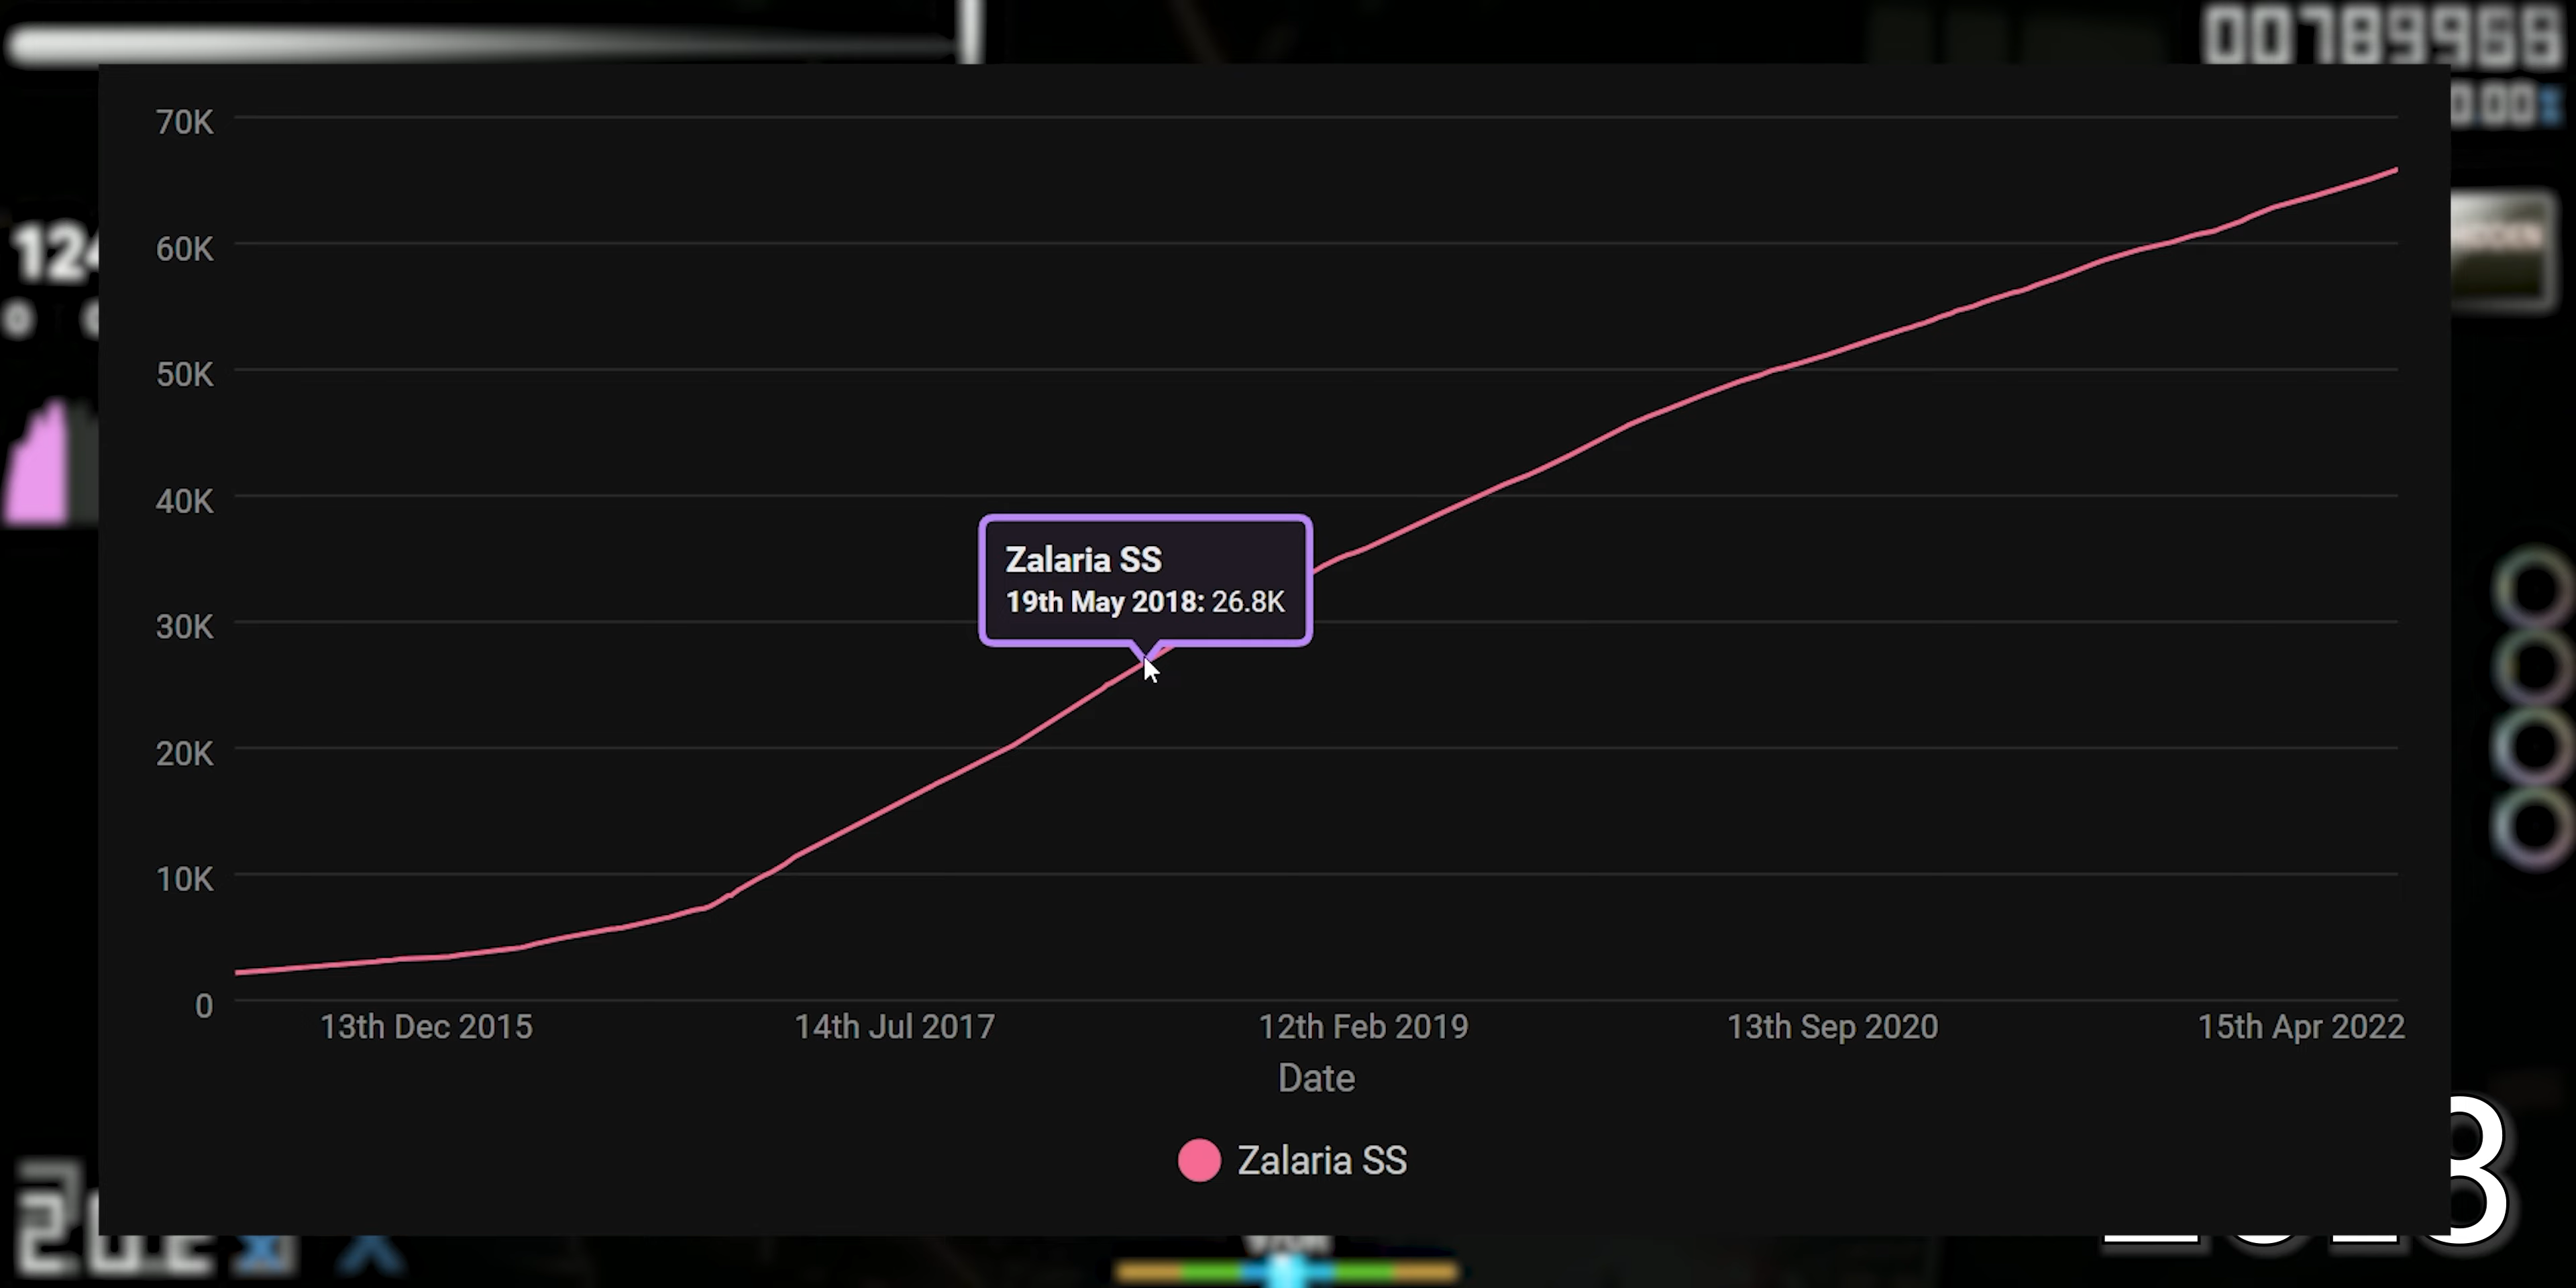 00789966
70K
60K
50K
40K
30K
20K
10K
0
Zalaria SS
19th May 2018: 26.8K
13th Dec 2015
14th Jul 2017
12th Feb 2019
13th Sep 2020
15th Apr 2022
Date
Zalaria SS